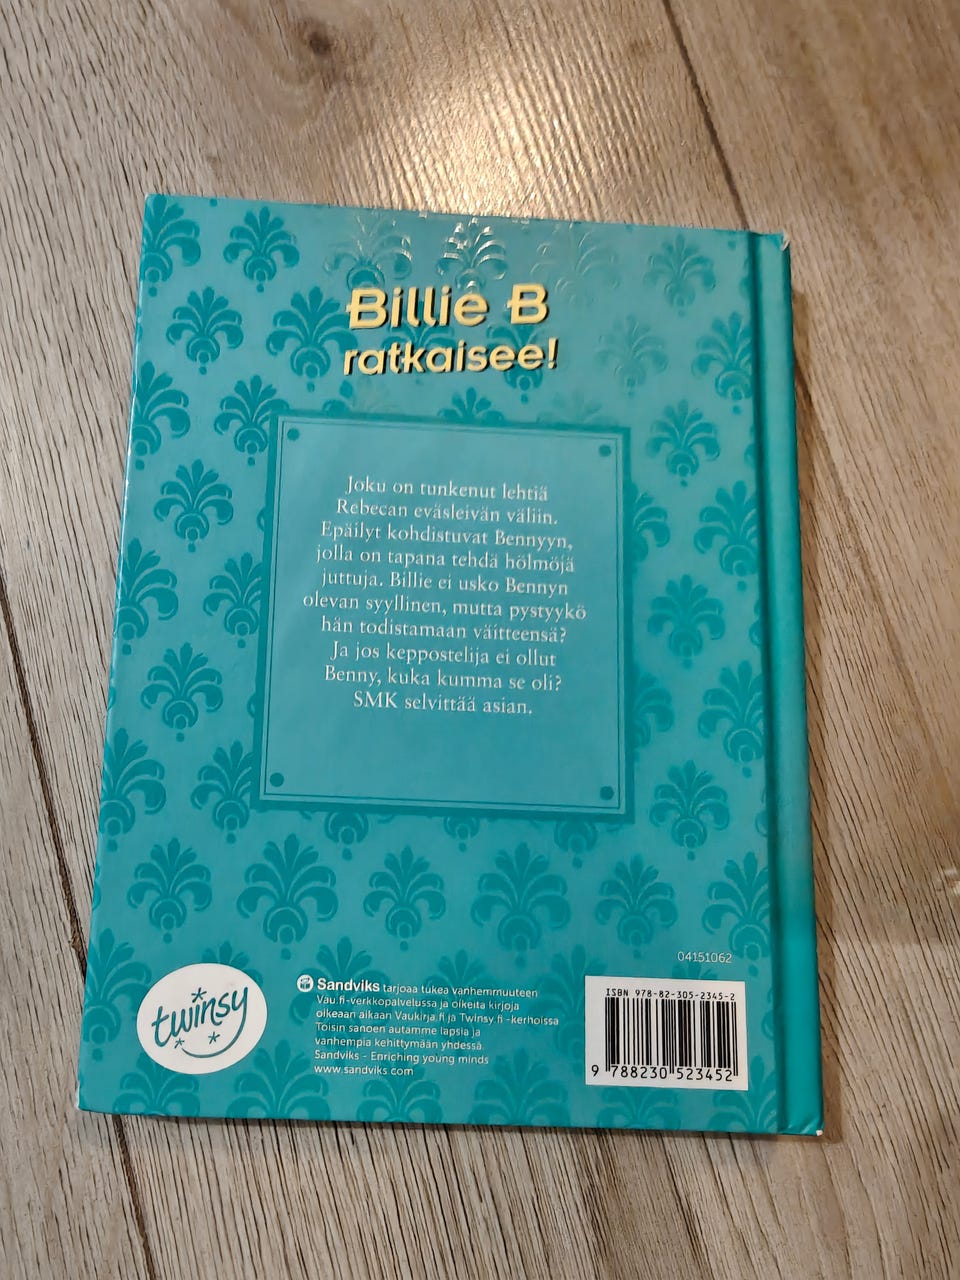 Billie B
ratkaisee!
Joku on tunkenut lehtiä
Rebecan eväsleivän väliin.
Epäilyt kohdistuvat Bennyyn,
jolla on tapana tehdä hölmöjä
juttuja. Billie ei usko Bennyn
olevan syyllinen, mutta pystyykö
hän todistamaan väitteensä?
Ja jos keppostelija ei ollut
Benny, kuka kumma se oli?
SMK selvittää asian.
04151062
twinsy
Sandviks tarjoaa tukea vanhemmuuteen
Vau.fi-verkkopalvelussa ja oikeita kirjoja
oikeaan aikaan Vaukirja.fi ja Twinsy.fi -kerhoissa
Toisin sanoen autamme lapsia ja
vanhempia kehittymään yhdessä.
Sandviks - Enriching young minds
www.sandviks.com
ISBN 978-82-305-2345-2
9 788230 523452